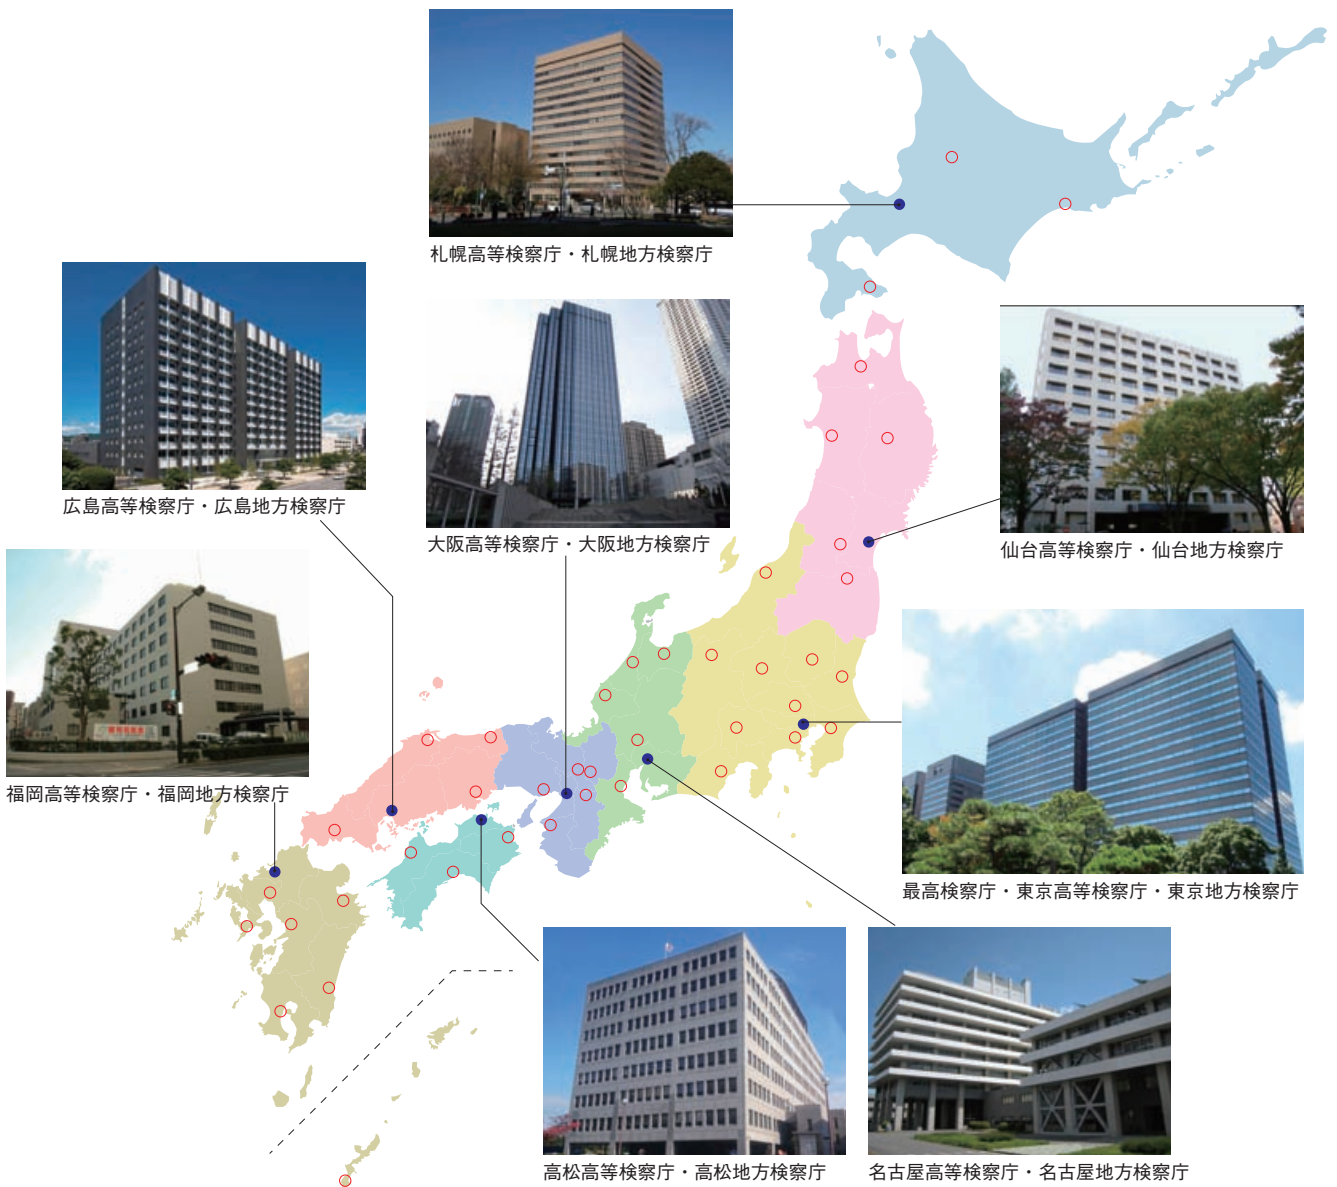 札幌高等検察庁・札幌地方検察庁
広島高等検察庁・広島地方検察庁
大阪高等検察庁・大阪地方検察庁
仙台高等検察庁・仙台地方検察庁
福岡高等検察庁・福岡地方検察庁
最高検察庁・東京高等検察庁・東京地方検察庁
高松高等検察庁・高松地方検察庁
名古屋高等検察庁・名古屋地方検察庁